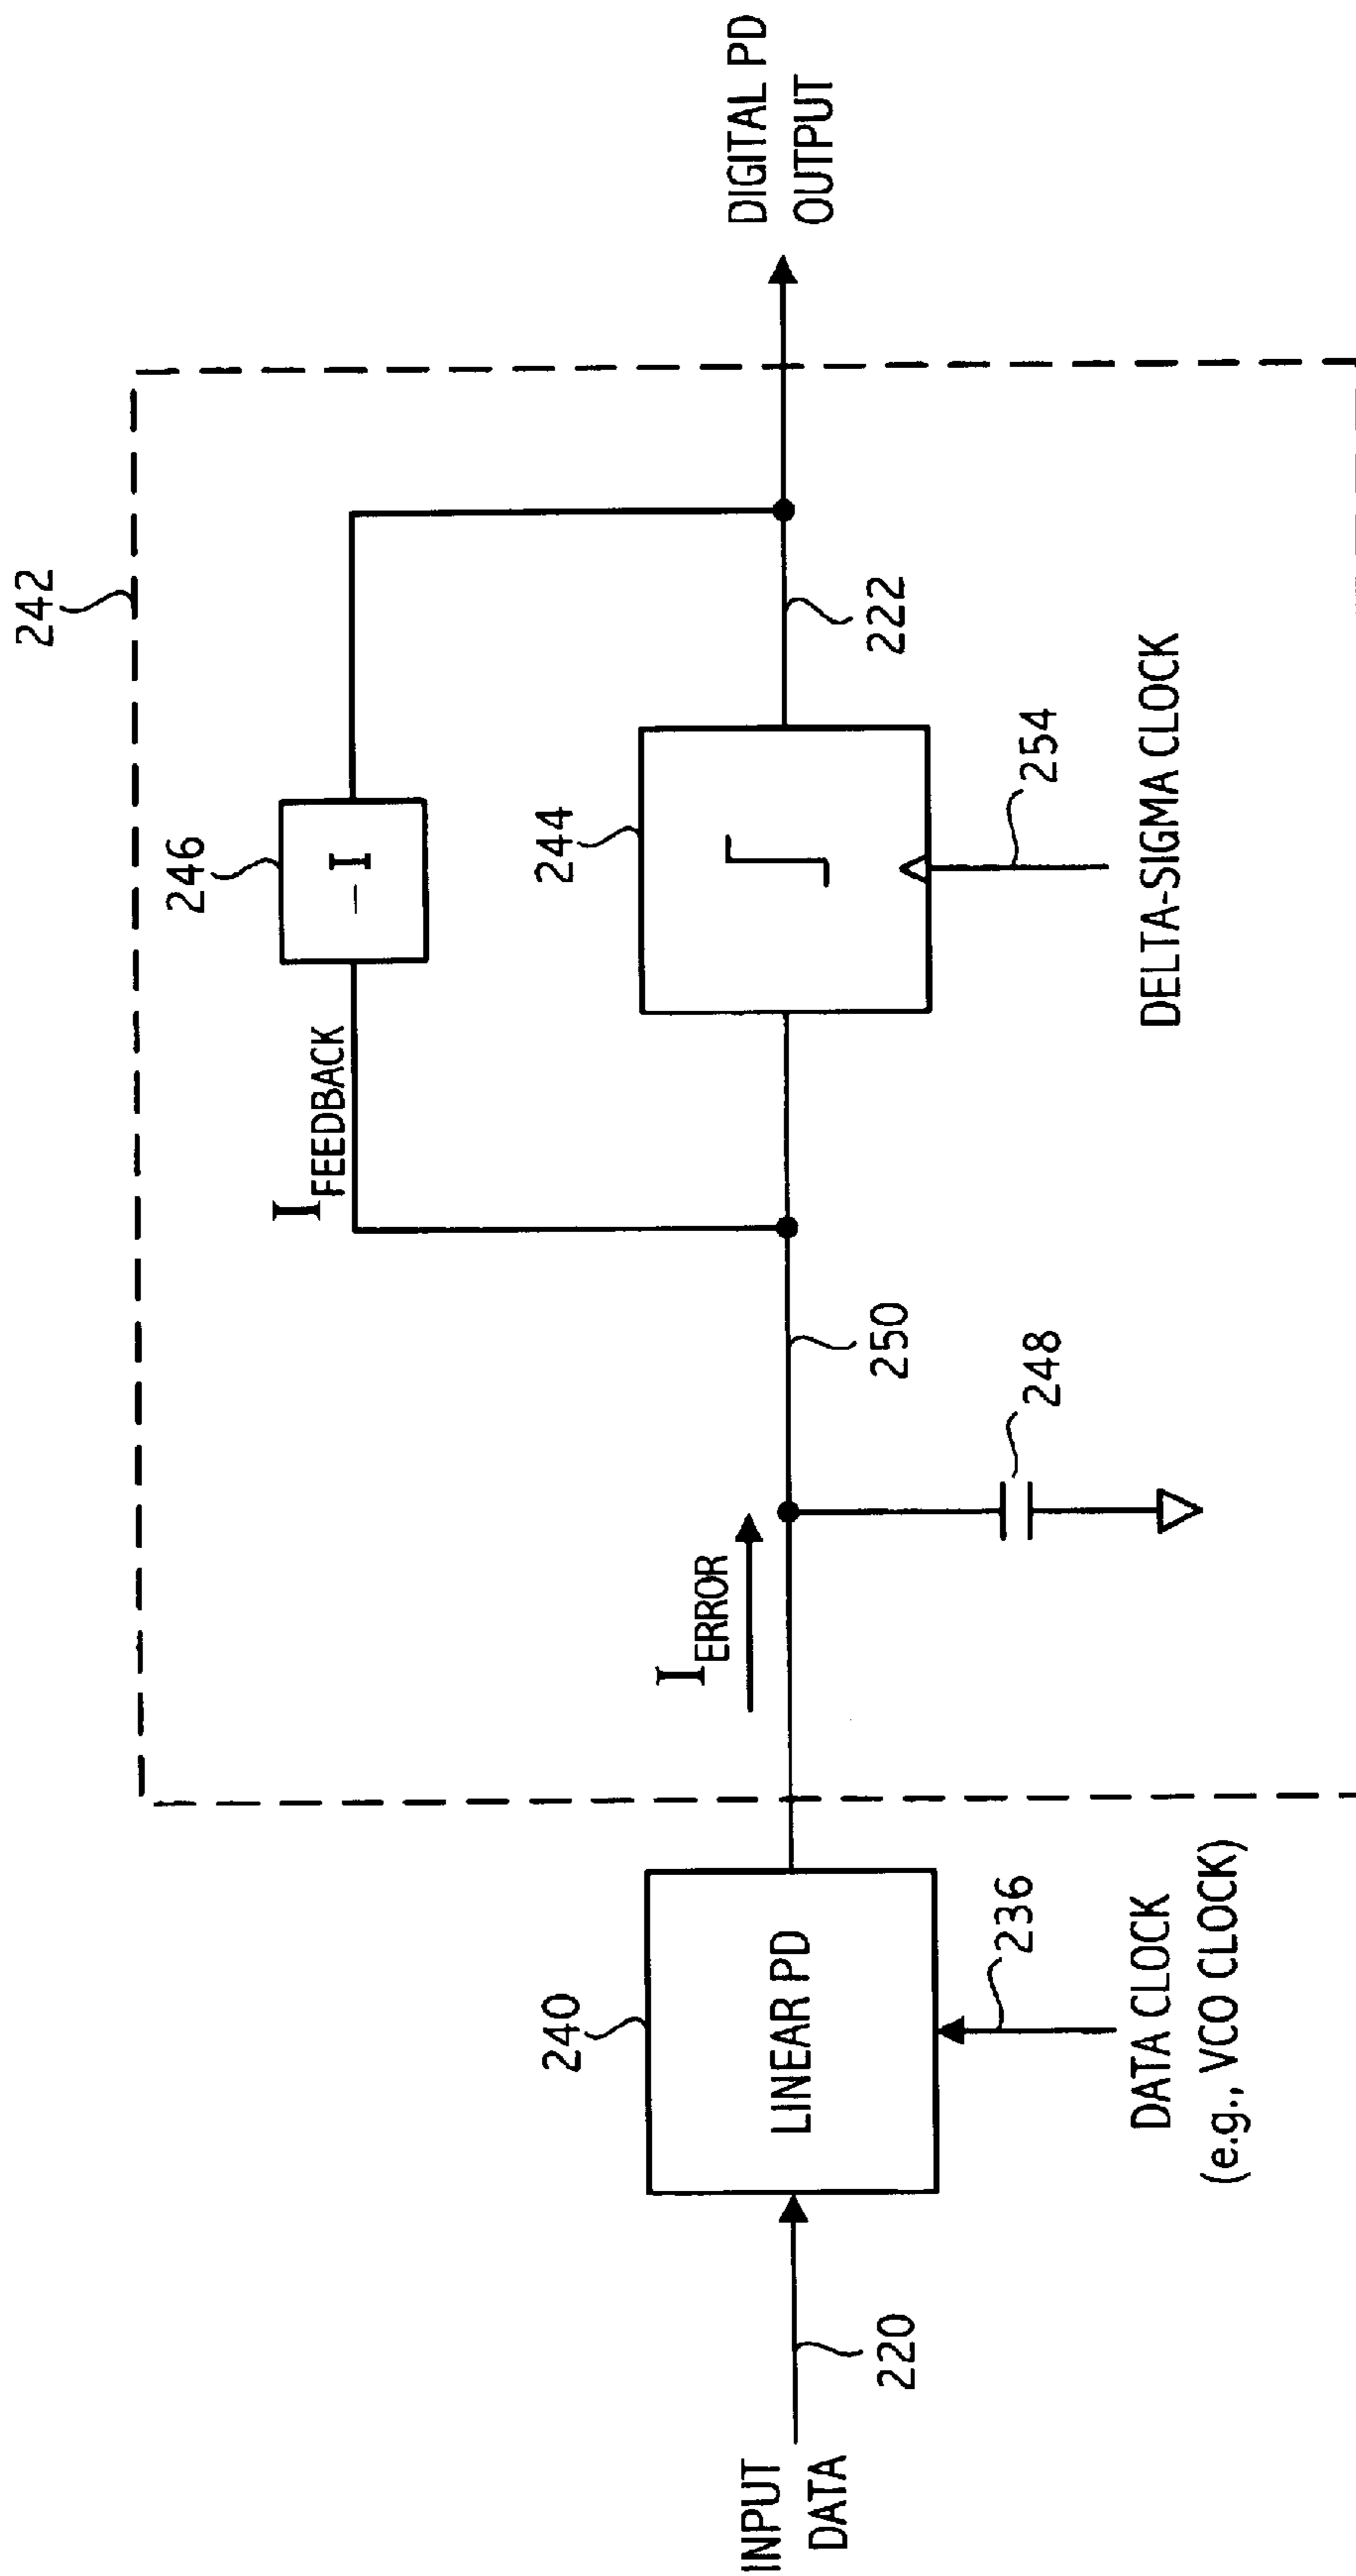 242
246
- I
I FEEDBACK
DIGITAL PD
OUTPUT
244
222
I ERROR
250
254
240
LINEAR PD
248
DELTA-SIGMA CLOCK
INPUT
DATA
220
236
DATA CLOCK
(e.g., VCO CLOCK)